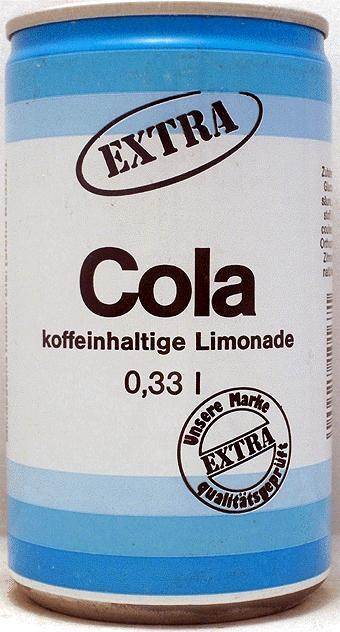 EXTRA
Cola
koffeinhaltige Limonade
0,33 l
Unsere Marke
EXTRA
qualitätsgeprüft